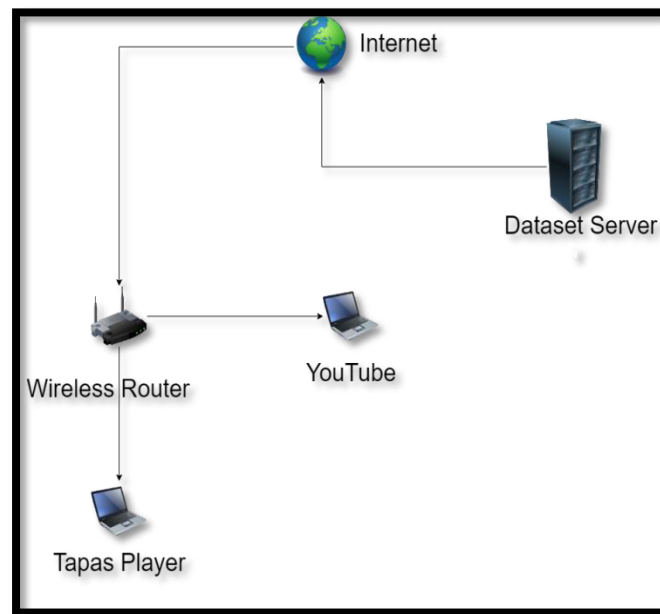 Internet
Dataset Server
YouTube
Wireless Router
Tapas Player